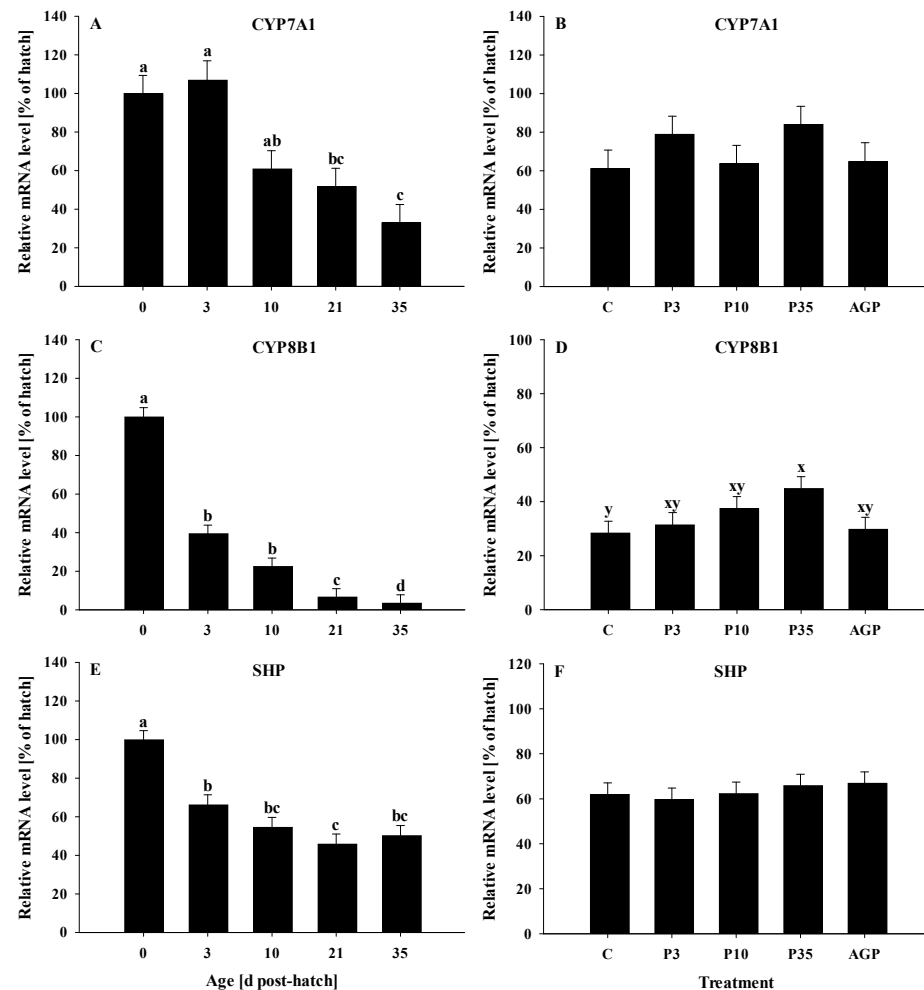 A CYP7A1
Relative mRNA level [% of hatch]
140
120
100
80
60
40
20
0
a a ab bc c
0 3 10 21 35
B CYP7A1
Relative mRNA level [% of hatch]
140
120
100
80
60
40
20
0
C P3 P10 P35 AGP
C CYP8B1
Relative mRNA level [% of hatch]
140
120
100
80
60
40
20
0
a b b c d
0 3 10 21 35
D CYP8B1
Relative mRNA level [% of hatch]
100
80
60
40
20
0
y xy xy x xy
C P3 P10 P35 AGP
E SHP
Relative mRNA level [% of hatch]
140
120
100
80
60
40
20
0
a b bc c bc
0 3 10 21 35
Age [d post-hatch]
F SHP
Relative mRNA level [% of hatch]
120
100
80
60
40
20
0
C P3 P10 P35 AGP
Treatment